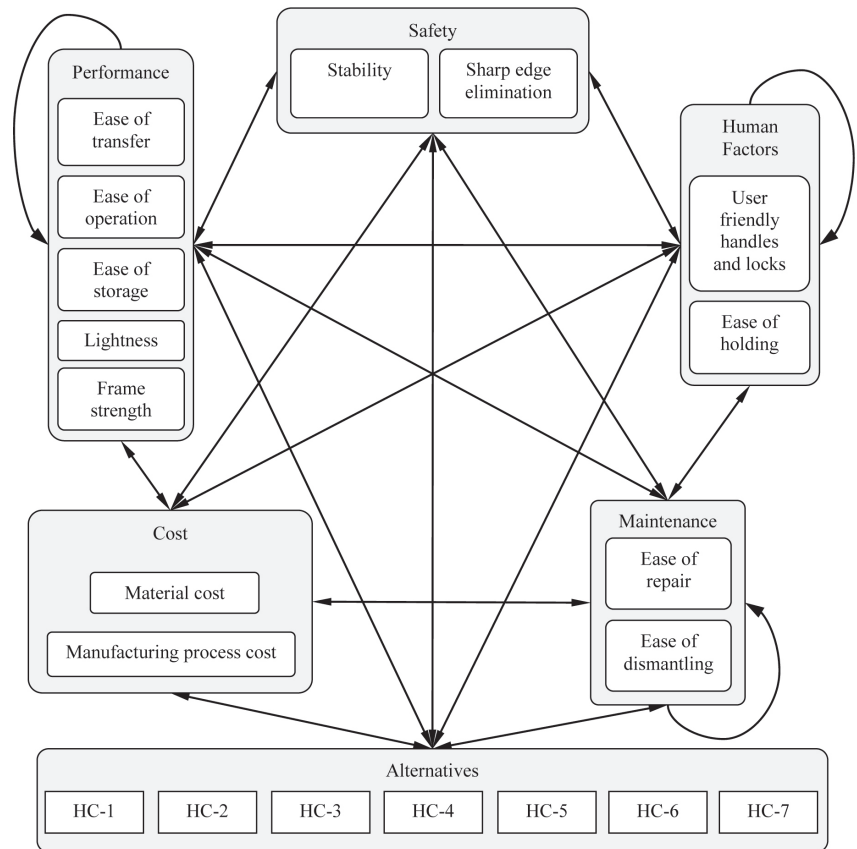 Safety
Stability
Sharp edge
elimination
Performance
Ease of
transfer
Ease of
operation
Ease of
storage
Lightness
Frame
strength
Human
Factors
User
friendly
handles
and locks
Ease of
holding
Cost
Material cost
Manufacturing process cost
Maintenance
Ease of
repair
Ease of
dismantling
Alternatives
HC-1 HC-2 HC-3 HC-4 HC-5 HC-6 HC-7